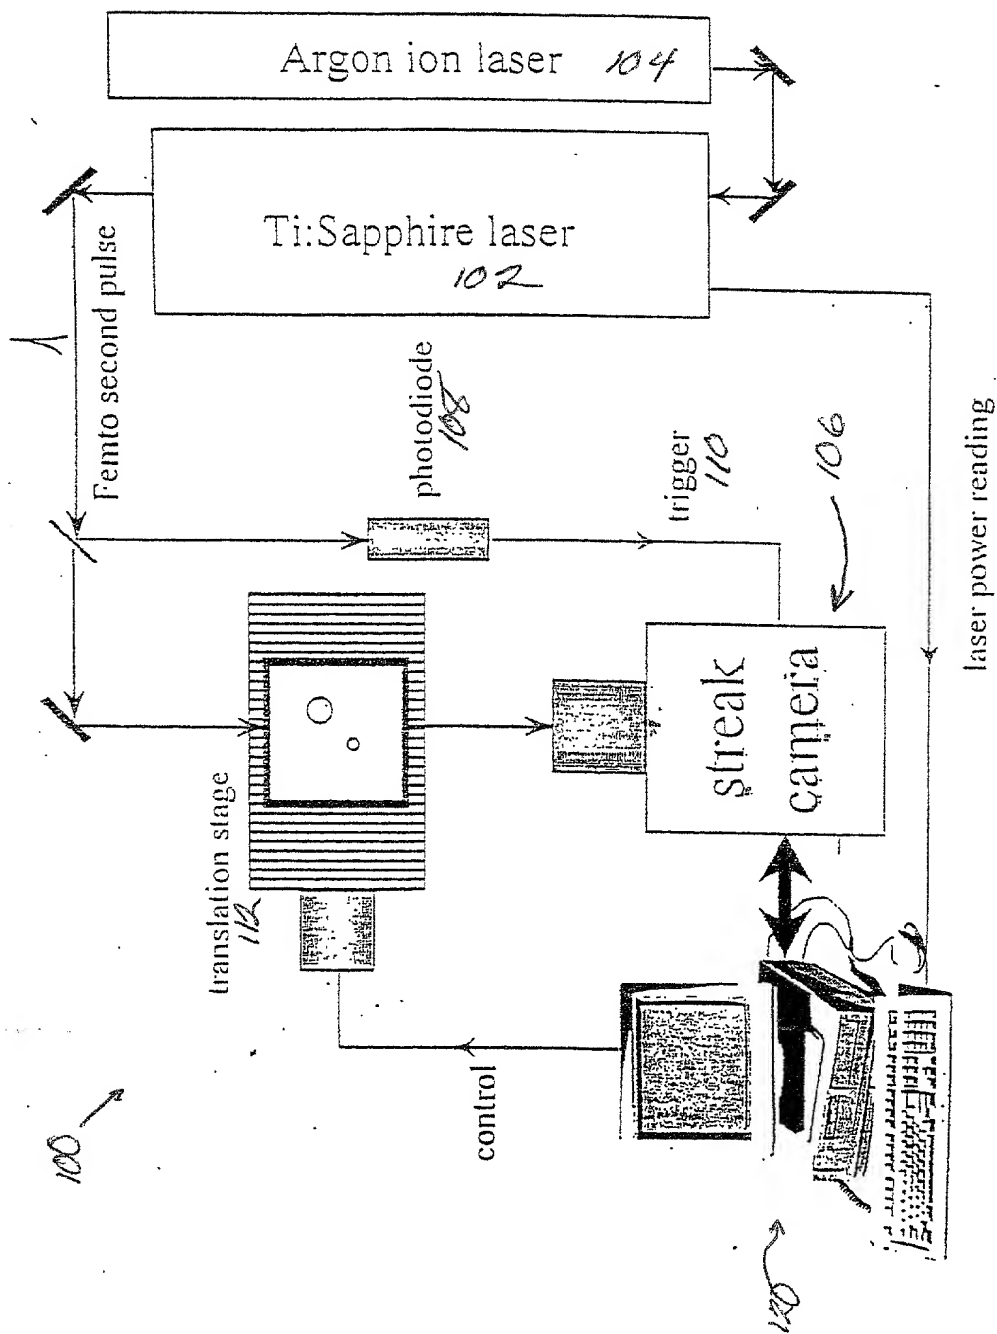 Argon ion laser 104
Ti:Sapphire laser
102
Femto second pulse
photodiode
108
trigger
110
106
laser power reading
translation stage
112
streak
camera
control
100
120